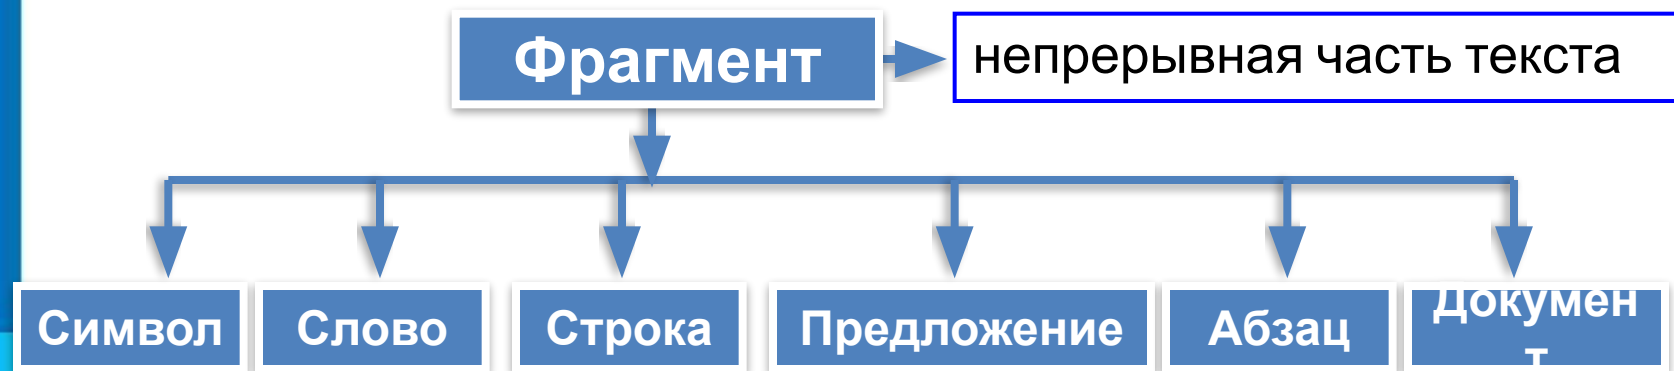 Фрагмент
непрерывная часть текста
Символ
Слово
Строка
Предложение
Абзац
Докумен
т